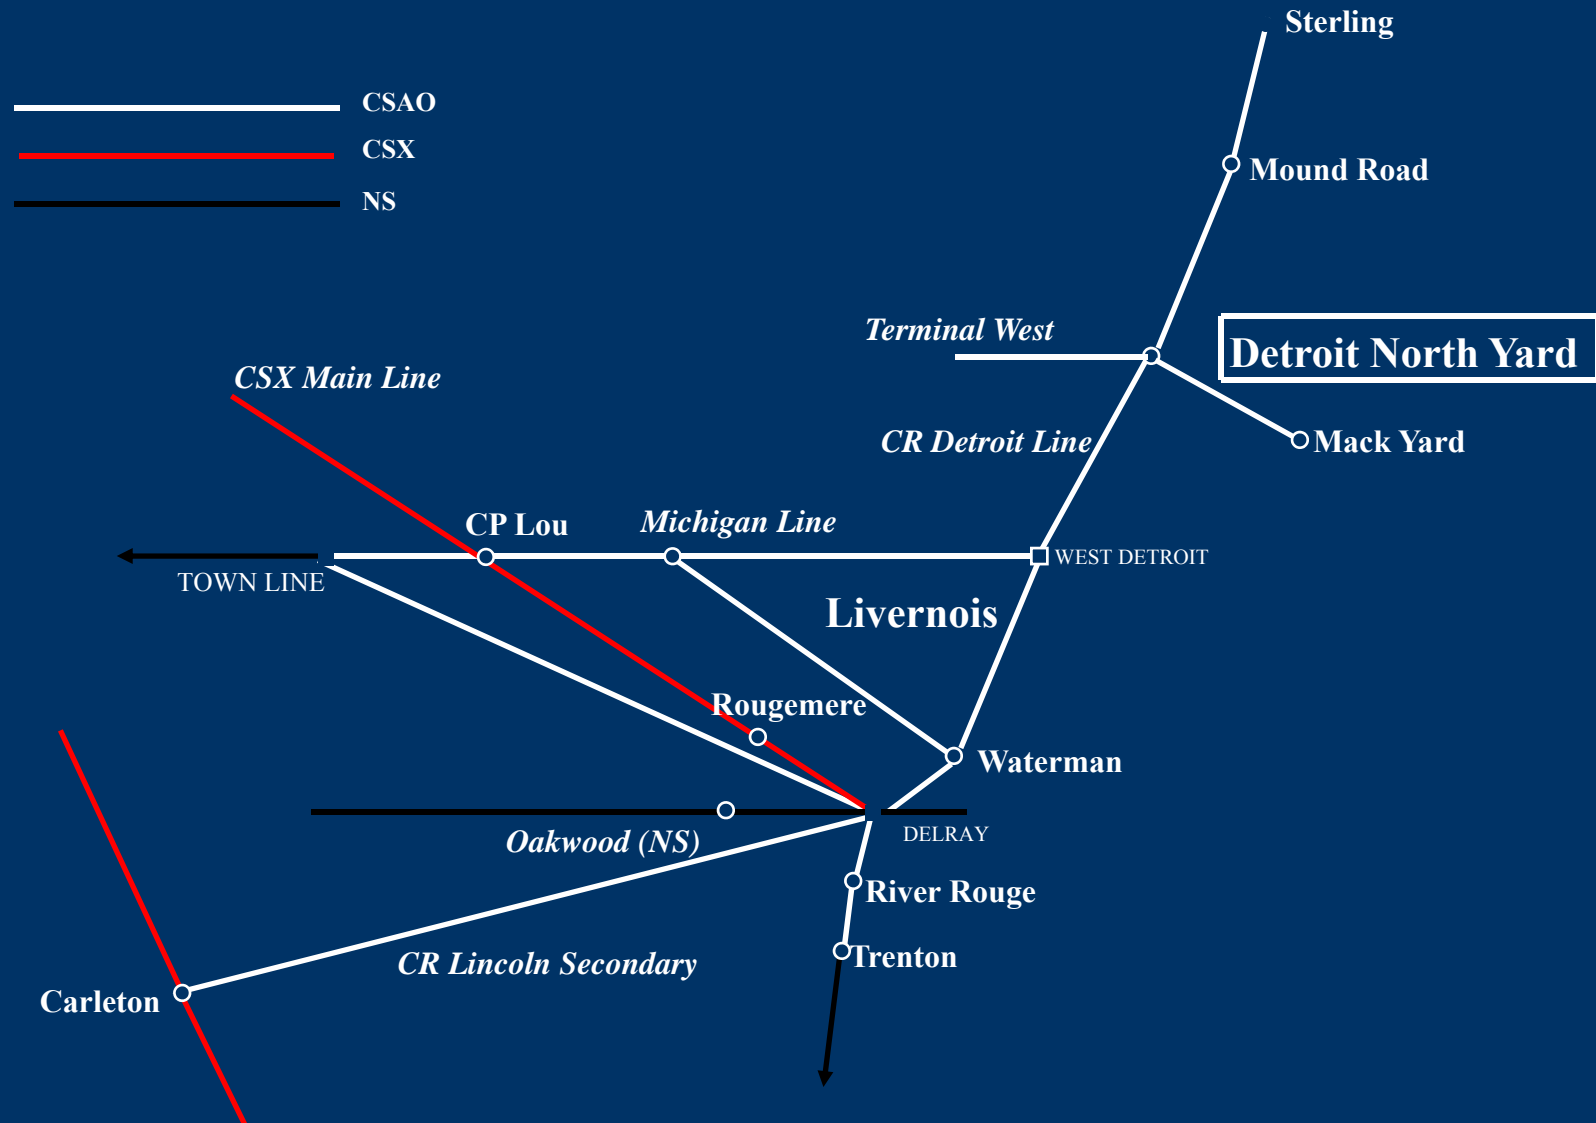 Sterling
CSAO
CSX
Mound Road
NS
Terminal West
Detroit North Yard
CSX Main Line
CR Detroit Line
Mack Yard
CP Lou
Michigan Line
WEST DETROIT
TOWN LINE
Livernois
Rougemere
Waterman
DELRAY
Oakwood (NS)
River Rouge
Trenton
CR Lincoln Secondary
Carleton